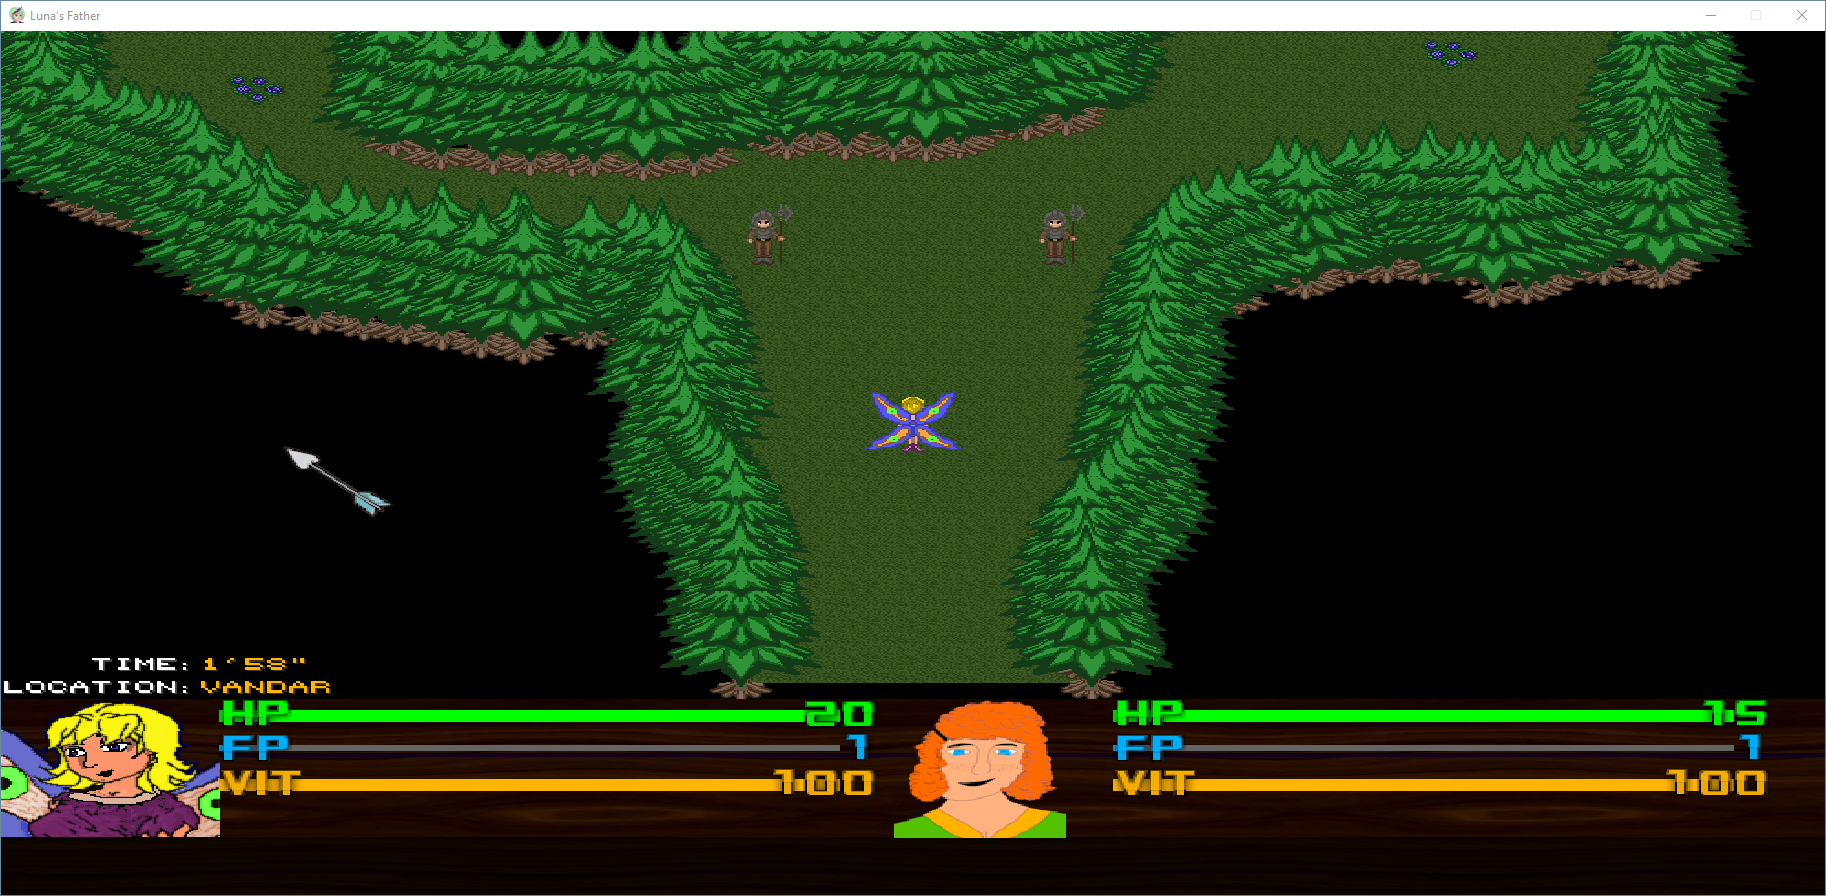 Luna's Father
TIME: 1'58"
LOCATION: VANDAR
HP 20
FP 1
VIT 100
HP 15
FP 1
VIT 100